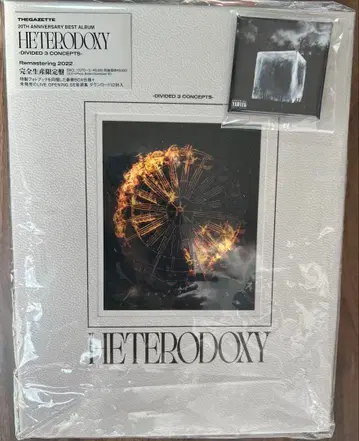 THEGAZETTE
20TH ANNIVERSARY BEST ALBUM
HETERODOXY
-DIVIDED 3 CONCEPTS-
Remastering 2022
完全生産限定盤
-DIVIDED 3 CONCEPTS-
HETERODOXY